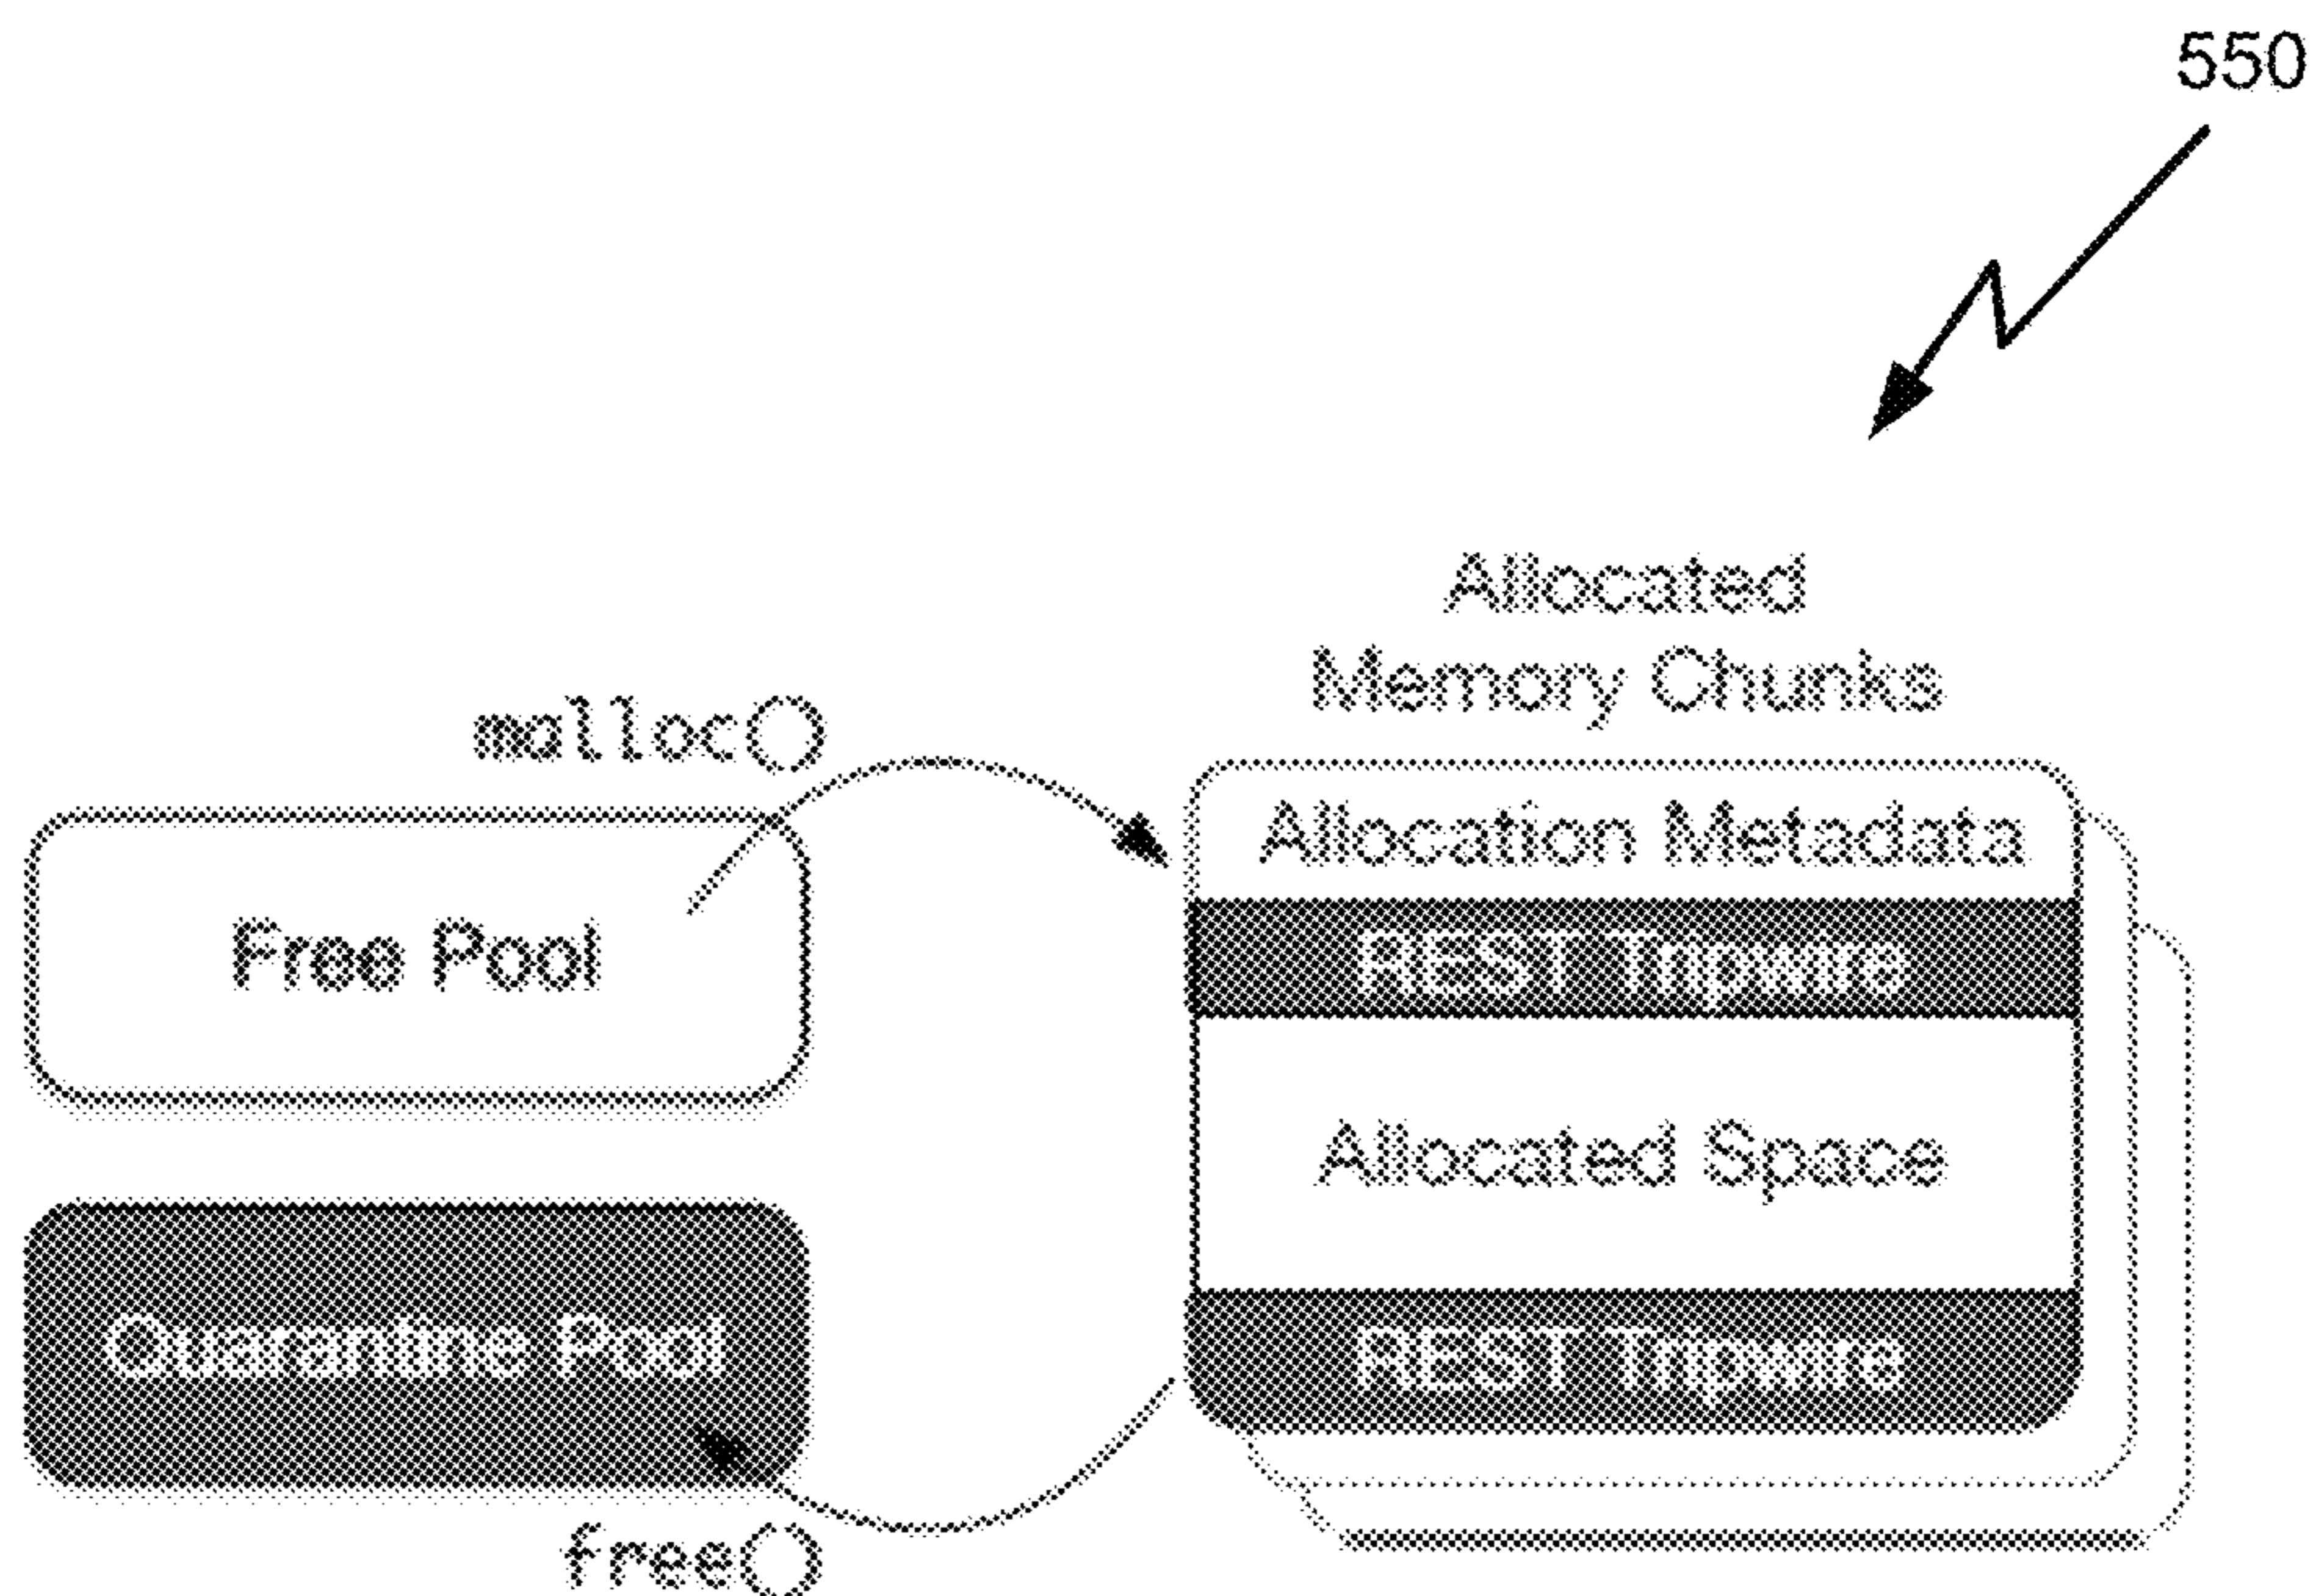 550
Allocated
Memory Chunks
malloc()
Allocation Metadata
Free Pool
REST Tripwire
Allocated Space
Quarantine Pool
REST Tripwire
free()